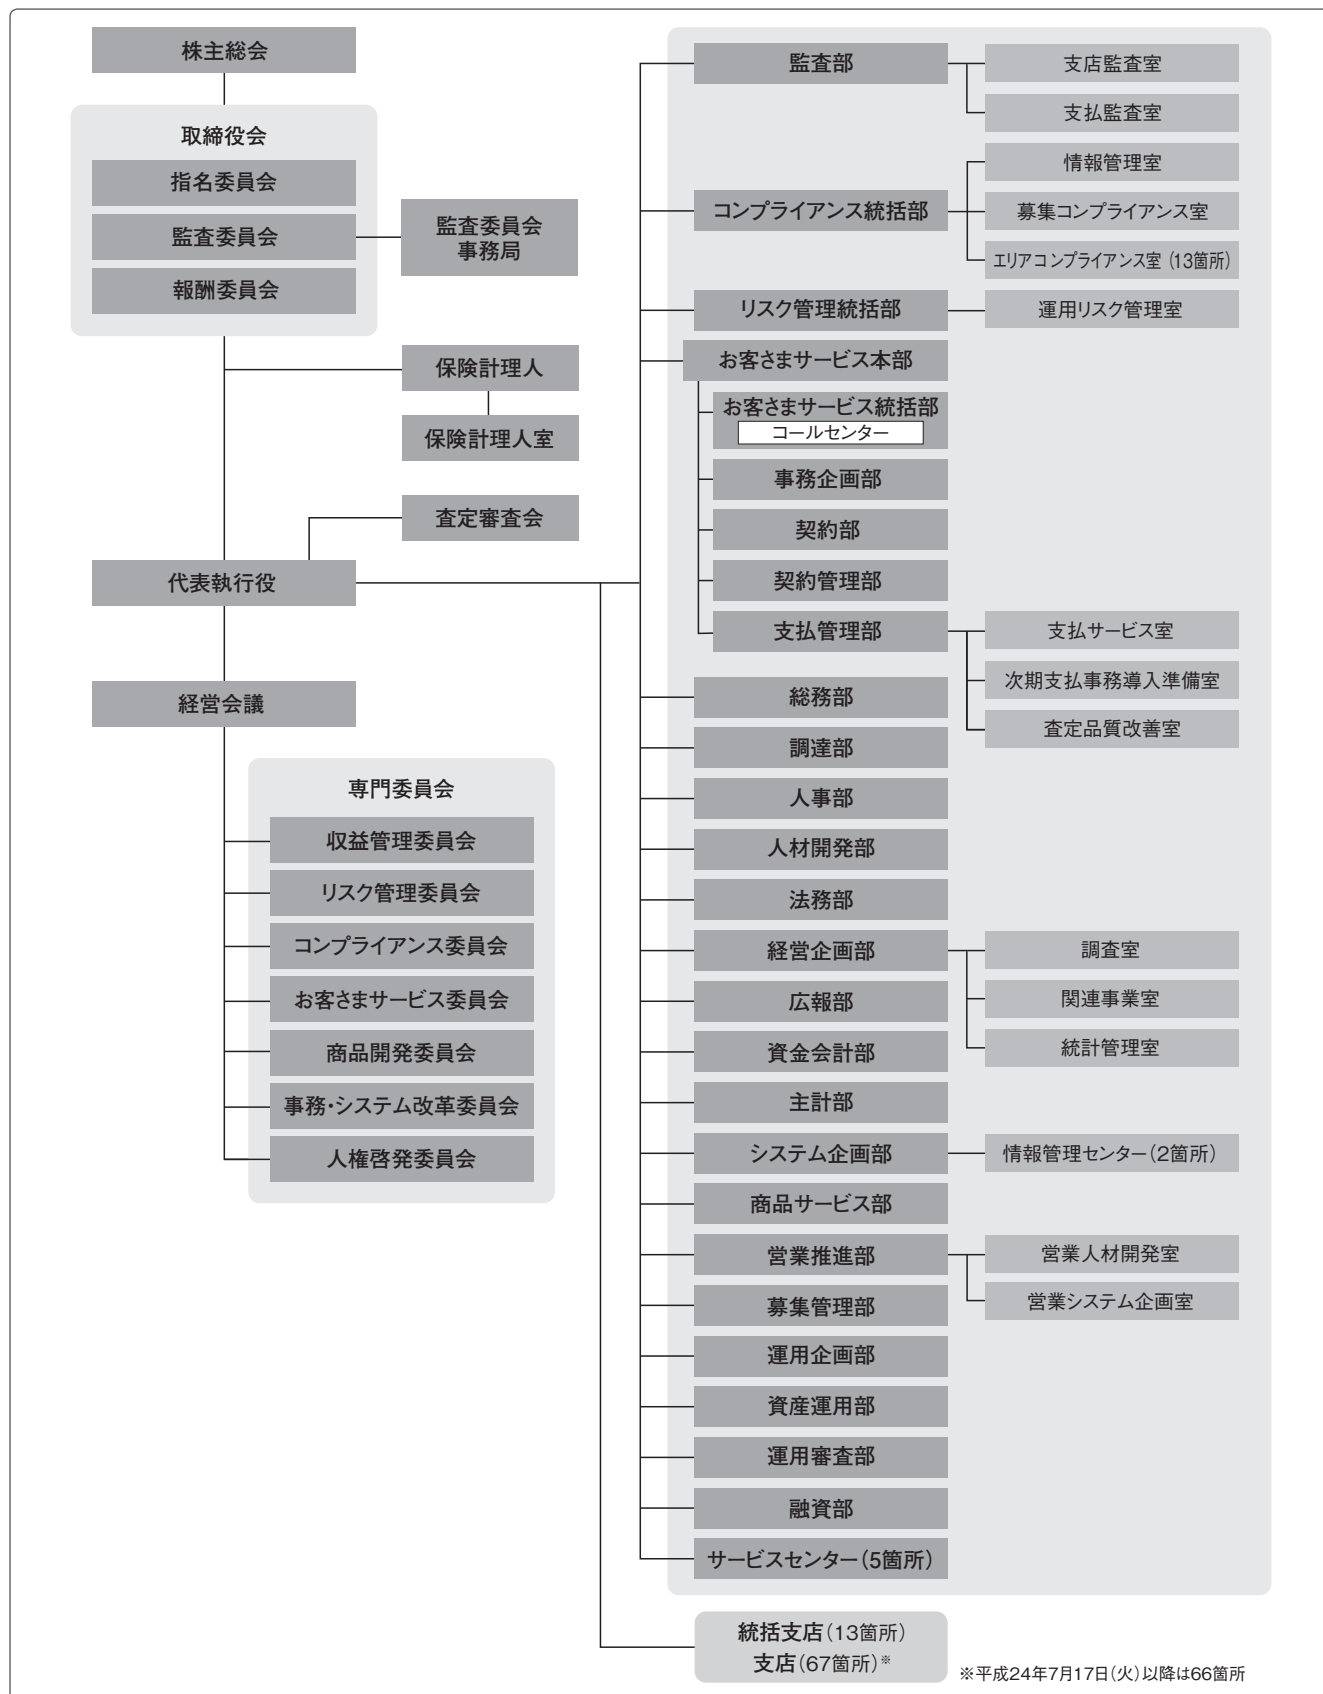 株主総会
取締役会
指名委員会
監査委員会
報酬委員会
監査委員会
事務局
保険計理人
保険計理人室
査定審査会
代表執行役
経営会議
専門委員会
収益管理委員会
リスク管理委員会
コンプライアンス委員会
お客さまサービス委員会
商品開発委員会
事務・システム改革委員会
人権啓発委員会
監査部
支店監査室
支払監査室
コンプライアンス統括部
情報管理室
募集コンプライアンス室
エリアコンプライアンス室(13箇所)
リスク管理統括部
運用リスク管理室
お客さまサービス本部
お客さまサービス統括部
コールセンター
事務企画部
契約部
契約管理部
支払管理部
支払サービス室
次期支払事務導入準備室
査定品質改善室
総務部
調達部
人事部
人材開発部
法務部
経営企画部
調査室
関連事業室
統計管理室
広報部
資金会計部
主計部
システム企画部
情報管理センター(2箇所)
商品サービス部
営業推進部
営業人材開発室
営業システム企画室
募集管理部
運用企画部
資産運用部
運用審査部
融資部
サービスセンター(5箇所)
統括支店(13箇所)
支店(67箇所)※
※平成24年7月17日(火)以降は66箇所